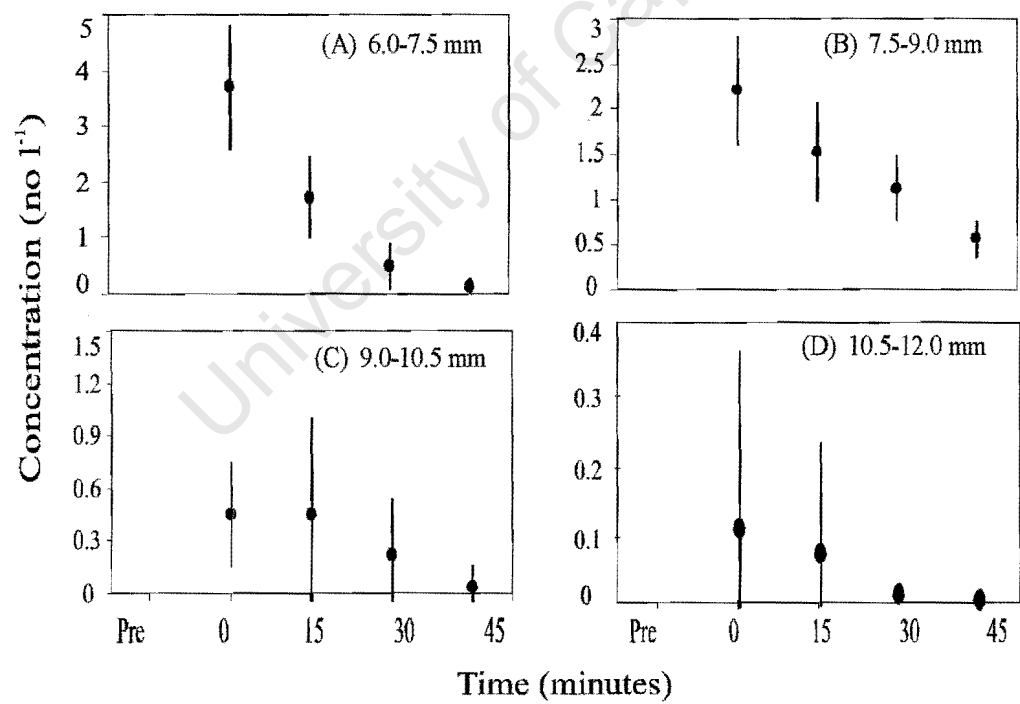 Concentration (no l⁻¹)
(A) 6.0-7.5 mm
5
4
3
2
1
0
(B) 7.5-9.0 mm
3
2.5
2
1.5
1
0.5
0
(C) 9.0-10.5 mm
1.5
1.2
0.9
0.6
0.3
0
Pre 0 15 30 45
(D) 10.5-12.0 mm
0.4
0.3
0.2
0.1
0
Pre 0 15 30 45
Time (minutes)
University of Cap